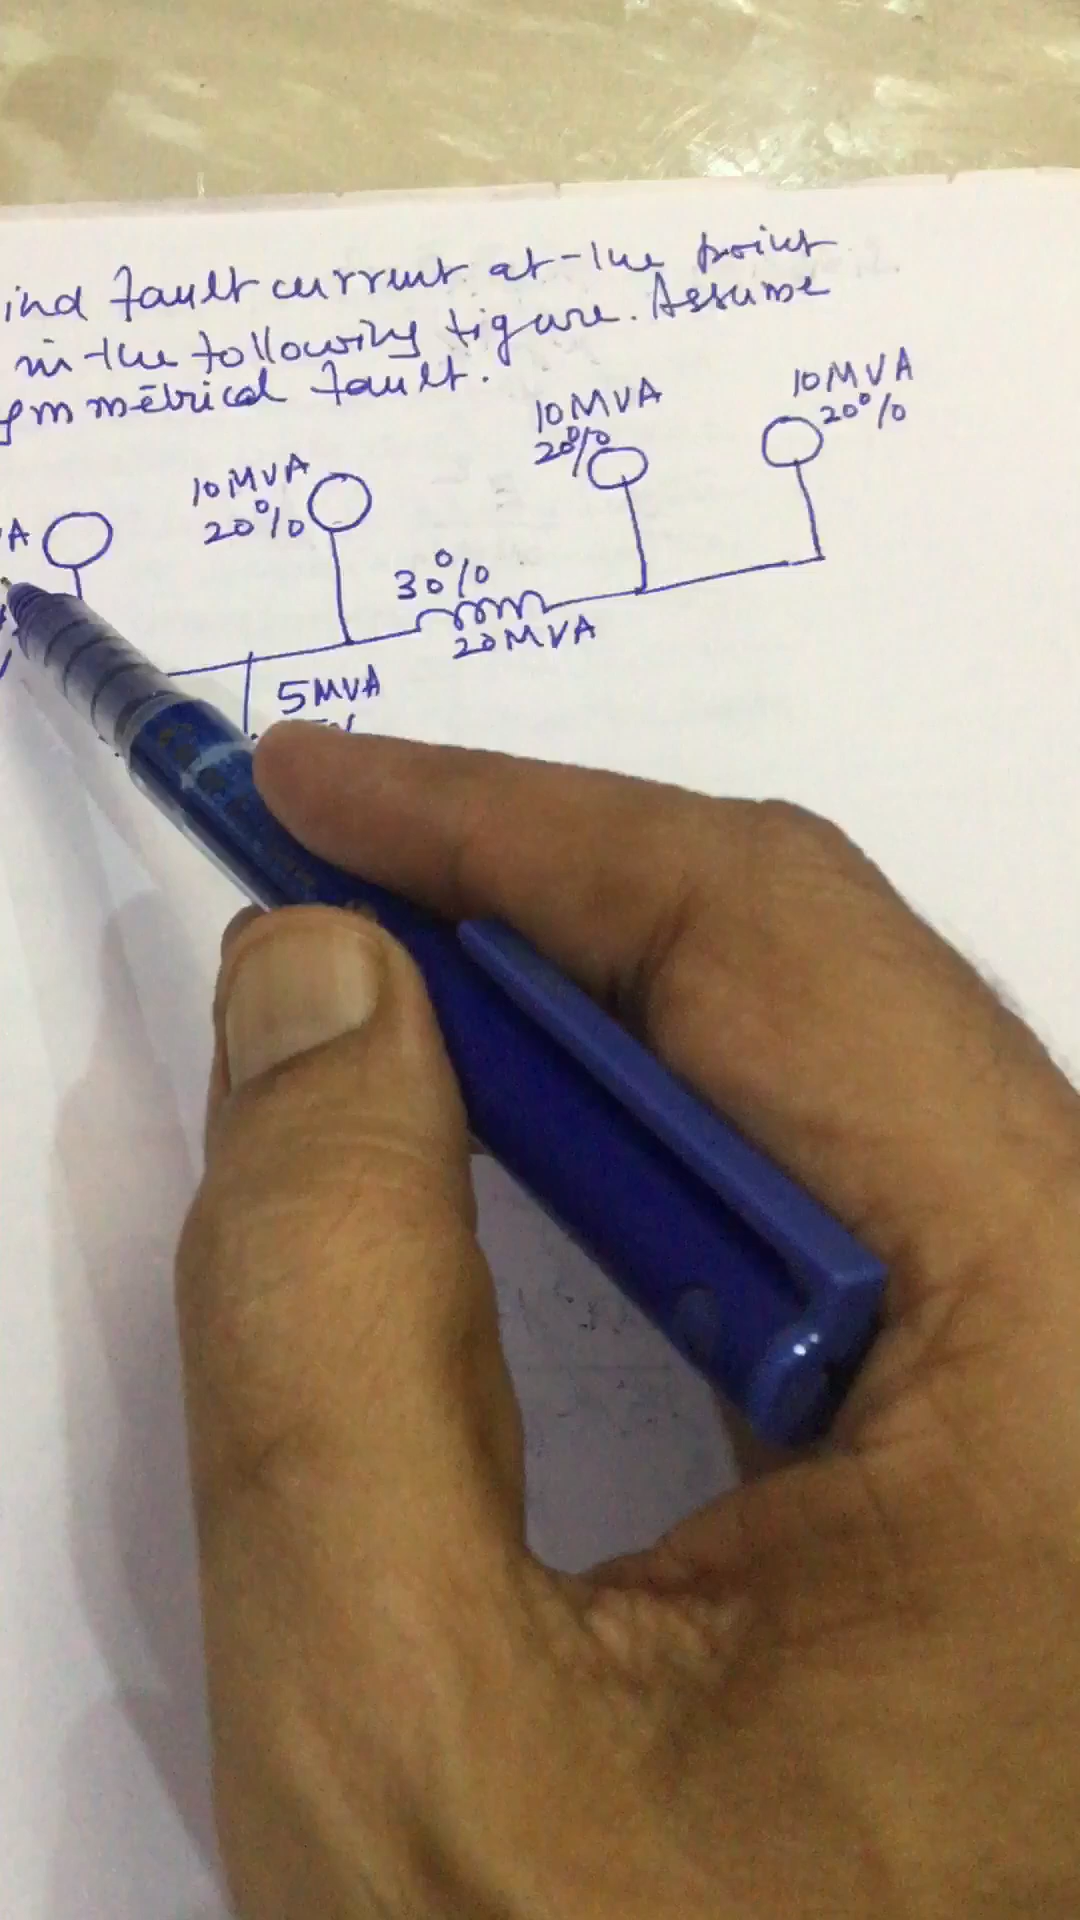 ind fault current at the point
in the following figure. Assume
ymmetrical fault.
10MVA
20%
10MVA
20%
10MVA
20%
A
30%
20MVA
5MVA